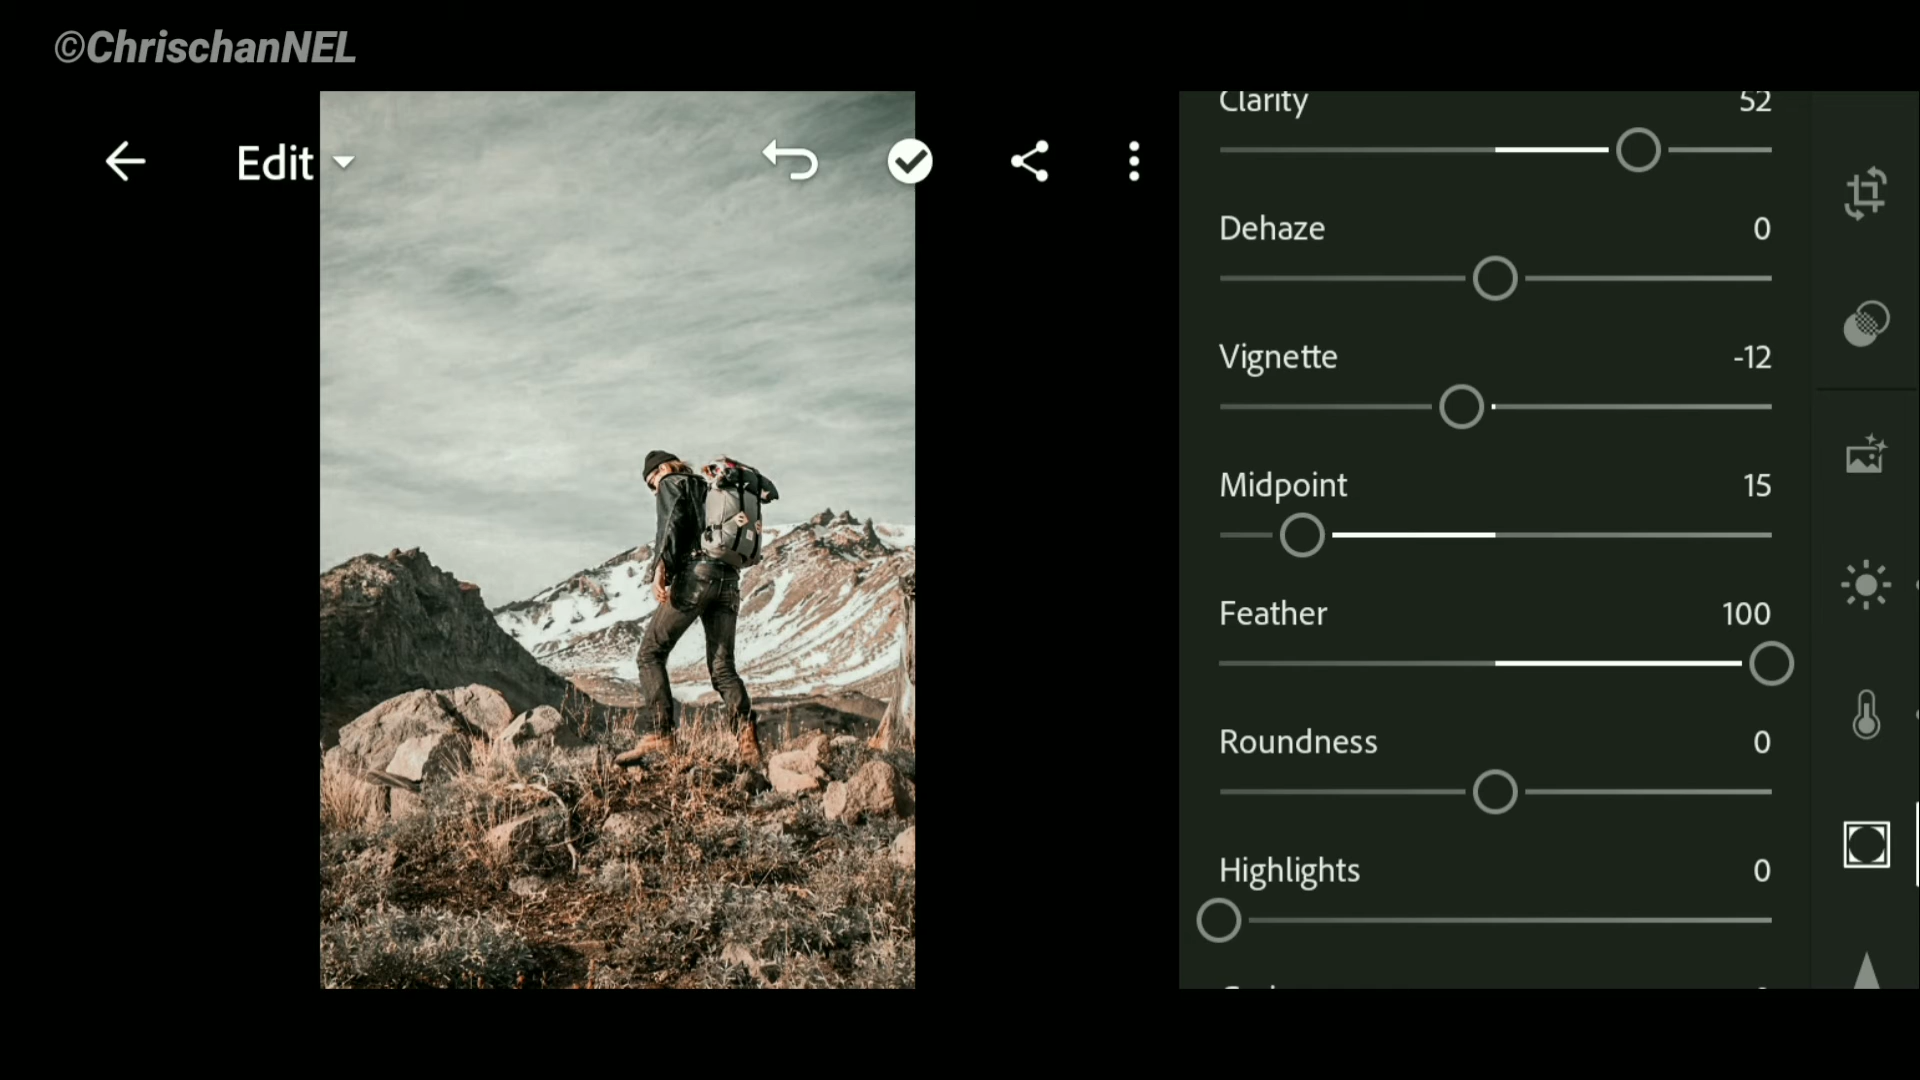 ©ChrischanNEL
Edit
Clarity 52
Dehaze 0
Vignette -12
Midpoint 15
Feather 100
Roundness 0
Highlights 0